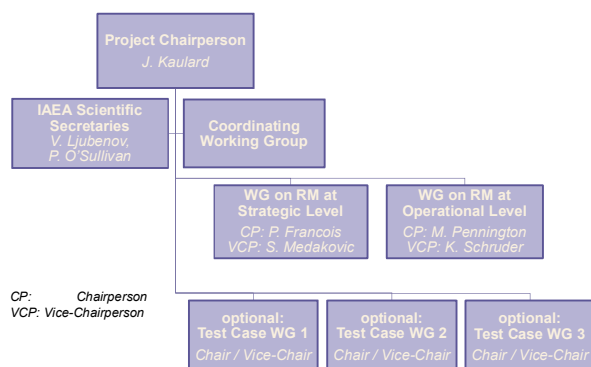 Project Chairperson
J. Kaulard
IAEA Scientific
Secretaries
V. Ljubenov,
P. O'Sullivan
Coordinating
Working Group
WG on RM at
Strategic Level
CP: P. Francois
VCP: S. Medakovic
WG on RM at
Operational Level
CP: M. Pennington
VCP: K. Schruder
CP: Chairperson
VCP: Vice-Chairperson
optional:
Test Case WG 1
Chair / Vice-Chair
optional:
Test Case WG 2
Chair / Vice-Chair
optional:
Test Case WG 3
Chair / Vice-Chair